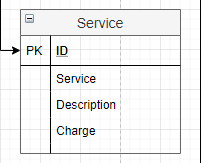 Service
PK ID
Service
Description
Charge